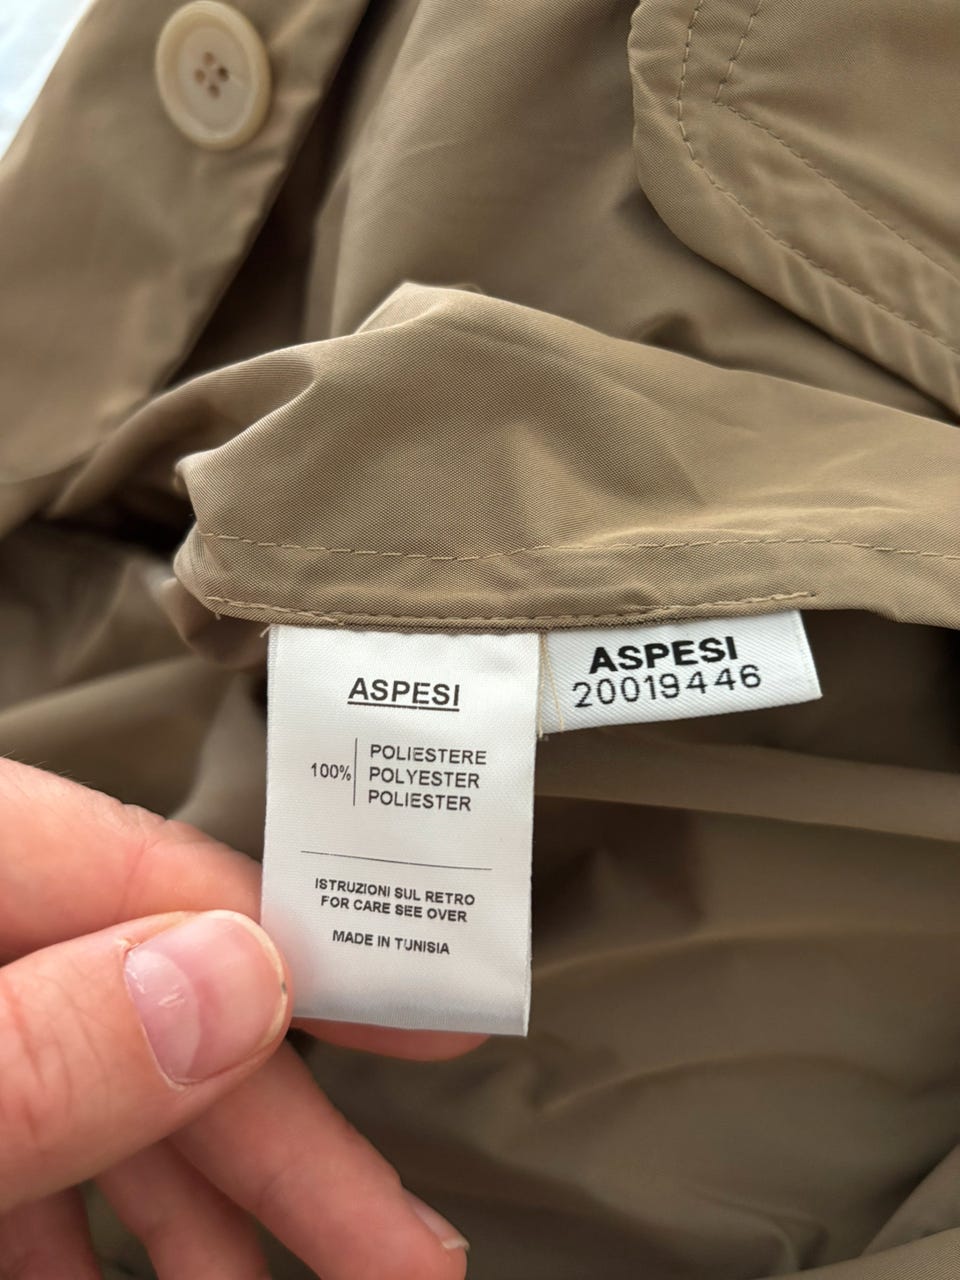 ASPESI
100%
POLIESTERE
POLYESTER
POLIESTER
ISTRUZIONI SUL RETRO
FOR CARE SEE OVER
MADE IN TUNISIA
ASPESI
20019446